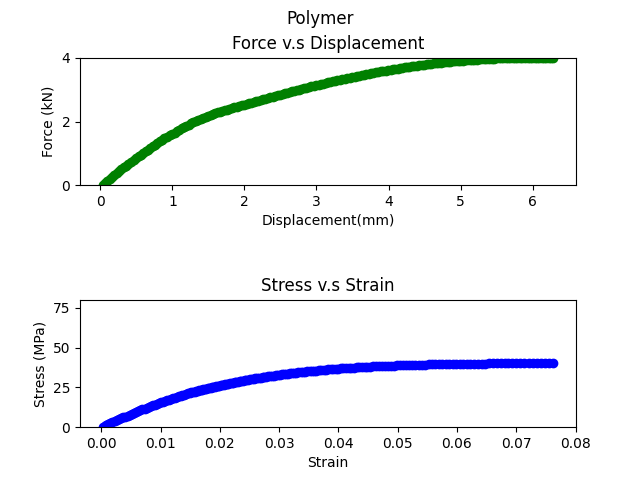 Polymer
Force v.s Displacement
4
2
0
Force (kN)
0 1 2 3 4 5 6
Displacement(mm)
Stress v.s Strain
75
50
25
0
Stress (MPa)
0.00 0.01 0.02 0.03 0.04 0.05 0.06 0.07 0.08
Strain